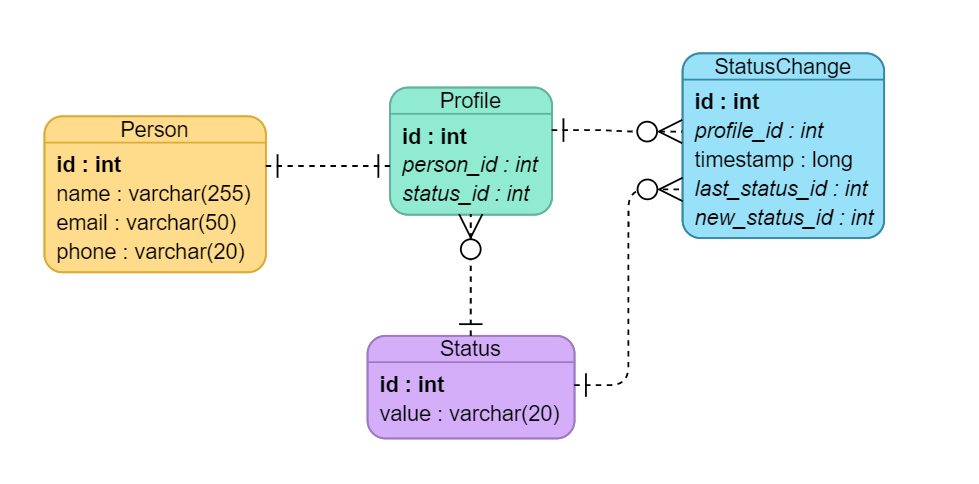 Person
id : int
name : varchar(255)
email : varchar(50)
phone : varchar(20)
Profile
id : int
person_id : int
status_id : int
StatusChange
id : int
profile_id : int
timestamp : long
last_status_id : int
new_status_id : int
Status
id : int
value : varchar(20)